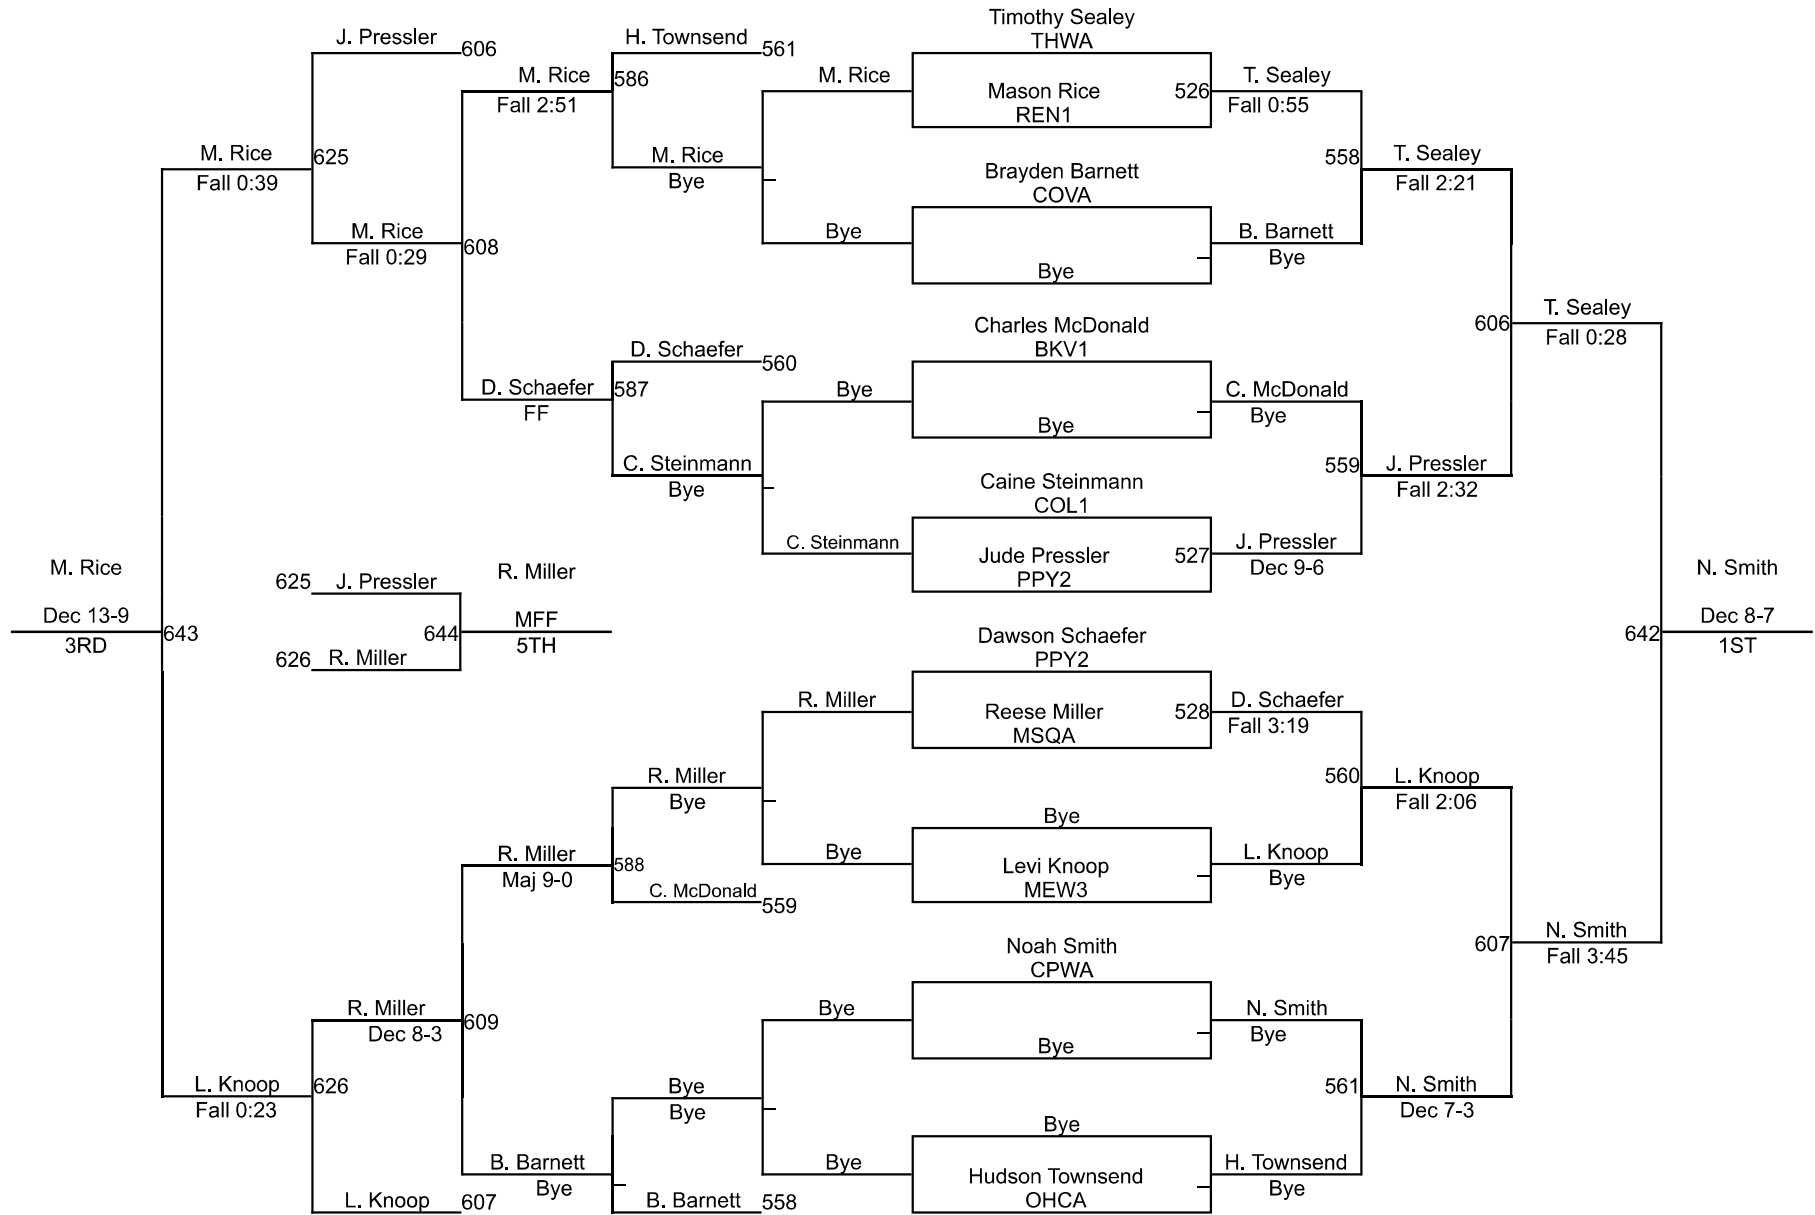 Timothy Sealey
J. Pressler
606
H. Townsend
561
THWA
M. Rice
586
M. Rice
T. Sealey
Fall 2:51
Mason Rice
526
Fall 0:55
REN1
M. Rice
625
M. Rice
558
T. Sealey
Fall 0:39
Bye
Brayden Barnett
Fall 2:21
COVA
M. Rice
608
Bye
B. Barnett
Fall 0:29
Bye
Bye
T. Sealey
Charles McDonald
606
Fall 0:28
D. Schaefer
560
BKV1
D. Schaefer
587
Bye
C. McDonald
FF
Bye
Bye
C. Steinmann
559
J. Pressler
Bye
Caine Steinmann
Fall 2:32
COL1
C. Steinmann
Jude Pressler
527
J. Pressler
M. Rice
R. Miller
PPY2
Dec 9-6
N. Smith
625
J. Pressler
Dec 13-9
MFF
Dec 8-7
643
644
642
3RD
5TH
1ST
626
R. Miller
Dawson Schaefer
PPY2
R. Miller
Reese Miller
528
D. Schaefer
MSQA
Fall 3:19
R. Miller
560
L. Knoop
Bye
Bye
Fall 2:06
R. Miller
588
Bye
Levi Knoop
L. Knoop
Maj 9-0
C. McDonald
559
MEW3
Bye
Noah Smith
607
N. Smith
CPWA
Fall 3:45
R. Miller
609
Bye
N. Smith
Dec 8-3
Bye
Bye
L. Knoop
626
Bye
561
N. Smith
Fall 0:23
Bye
Bye
Dec 7-3
B. Barnett
Bye
Hudson Townsend
H. Townsend
Bye
OHCA
Bye
L. Knoop
607
B. Barnett
558